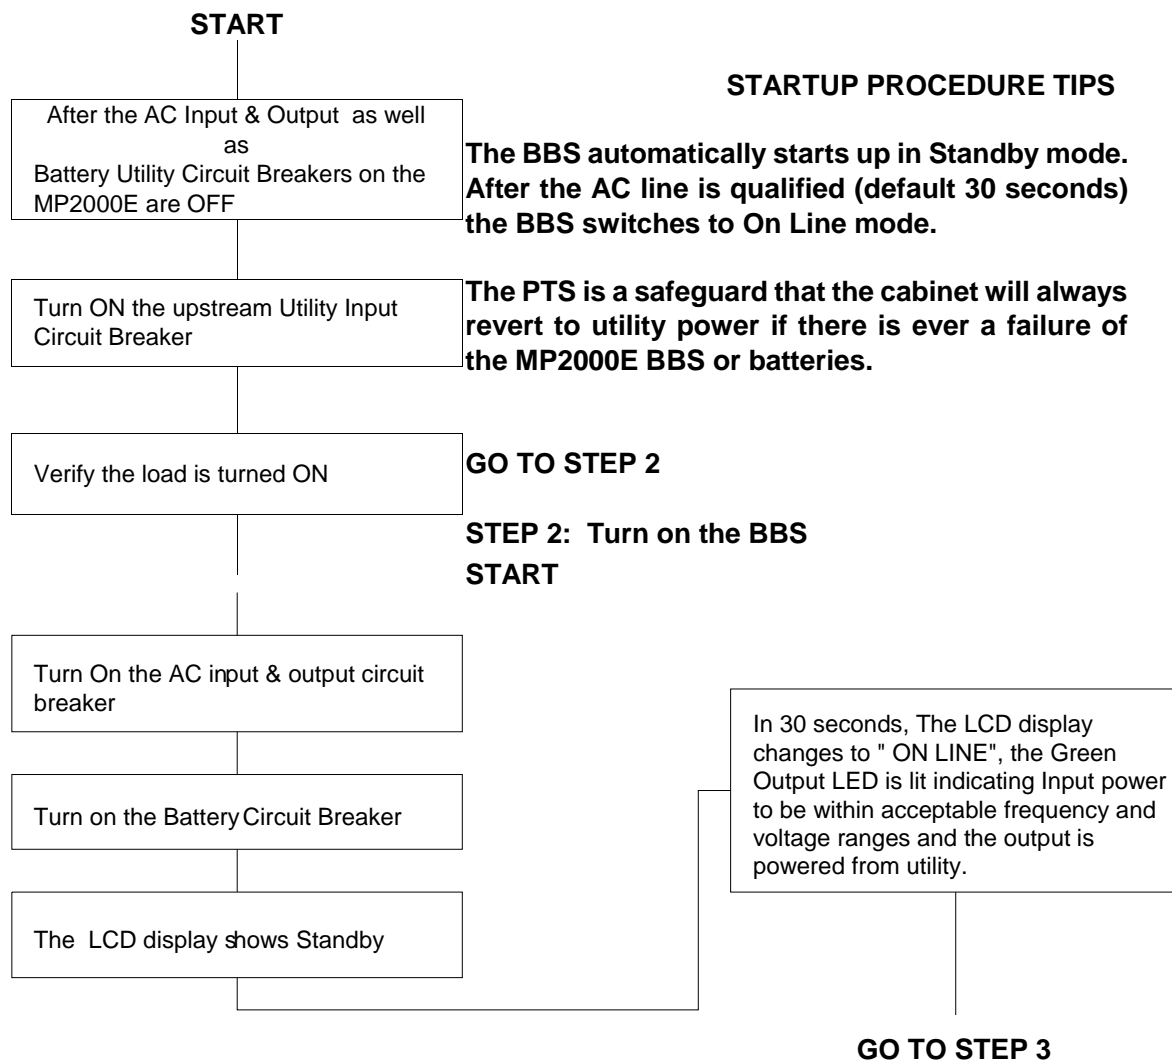 START
After the AC Input & Output as well
as
Battery Utility Circuit Breakers on the
MP2000E are OFF
Turn ON the upstream Utility Input
Circuit Breaker
Verify the load is turned ON
STARTUP PROCEDURE TIPS
The BBS automatically starts up in Standby mode.
After the AC line is qualified (default 30 seconds)
the BBS switches to On Line mode.
The PTS is a safeguard that the cabinet will always
revert to utility power if there is ever a failure of
the MP2000E BBS or batteries.
GO TO STEP 2
STEP 2: Turn on the BBS
START
Turn On the AC input & output circuit
breaker
Turn on the Battery Circuit Breaker
The LCD display shows Standby
In 30 seconds, The LCD display
changes to " ON LINE", the Green
Output LED is lit indicating Input power
to be within acceptable frequency and
voltage ranges and the output is
powered from utility.
GO TO STEP 3